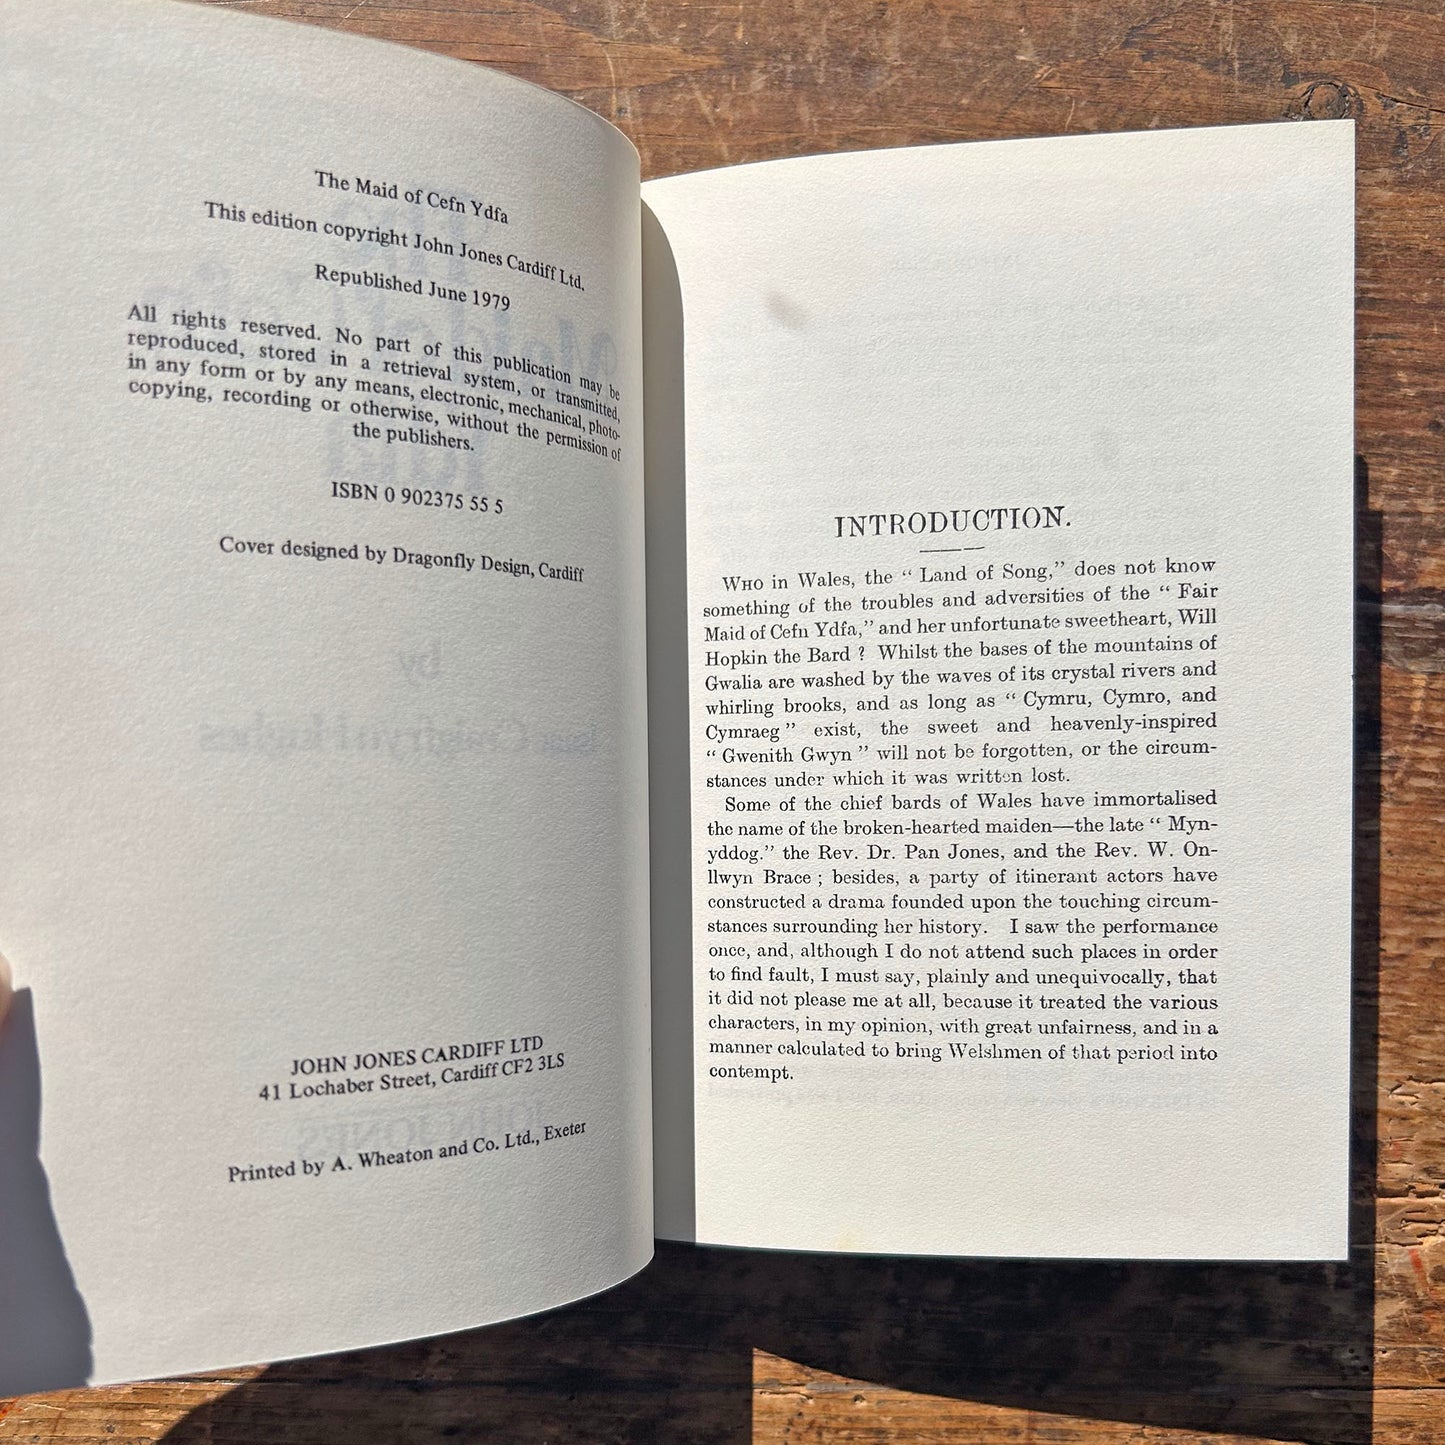 The Maid of Cefn Ydfa
This edition copyright John Jones Cardiff Ltd.
Republished June 1979
All rights reserved. No part of this publication may be
reproduced, stored in a retrieval system, or transmitted,
in any form or by any means, electronic, mechanical, photo-
copying, recording or otherwise, without the permission of
the publishers.
ISBN 0 902375 55 5
Cover designed by Dragonfly Design, Cardiff
JOHN JONES CARDIFF LTD
41 Lochaber Street, Cardiff CF2 3LS
Printed by A. Wheaton and Co. Ltd., Exeter
INTRODUCTION.
WHO in Wales, the “ Land of Song,” does not know
something of the troubles and adversities of the “ Fair
Maid of Cefn Ydfa,” and her unfortunate sweetheart, Will
Hopkin the Bard ? Whilst the bases of the mountains of
Gwalia are washed by the waves of its crystal rivers and
whirling brooks, and as long as “ Cymru, Cymro, and
Cymraeg ” exist, the sweet and heavenly-inspired
“ Gwenith Gwyn ” will not be forgotten, or the circum-
stances under which it was written lost.
Some of the chief bards of Wales have immortalised
the name of the broken-hearted maiden—the late “ Myn-
yddog.” the Rev. Dr. Pan Jones, and the Rev. W. On-
llwyn Brace ; besides, a party of itinerant actors have
constructed a drama founded upon the touching circum-
stances surrounding her history. I saw the performance
once, and, although I do not attend such places in order
to find fault, I must say, plainly and unequivocally, that
it did not please me at all, because it treated the various
characters, in my opinion, with great unfairness, and in a
manner calculated to bring Welshmen of that period into
contempt.